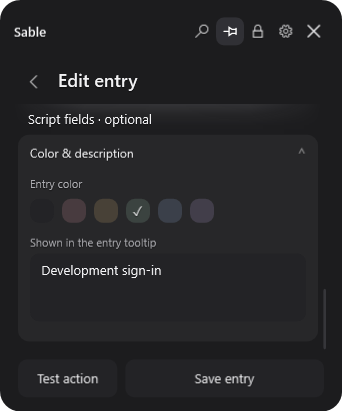 Sable
Edit entry
Script fields · optional
Color & description
Entry color
Shown in the entry tooltip
Development sign-in
Test action
Save entry